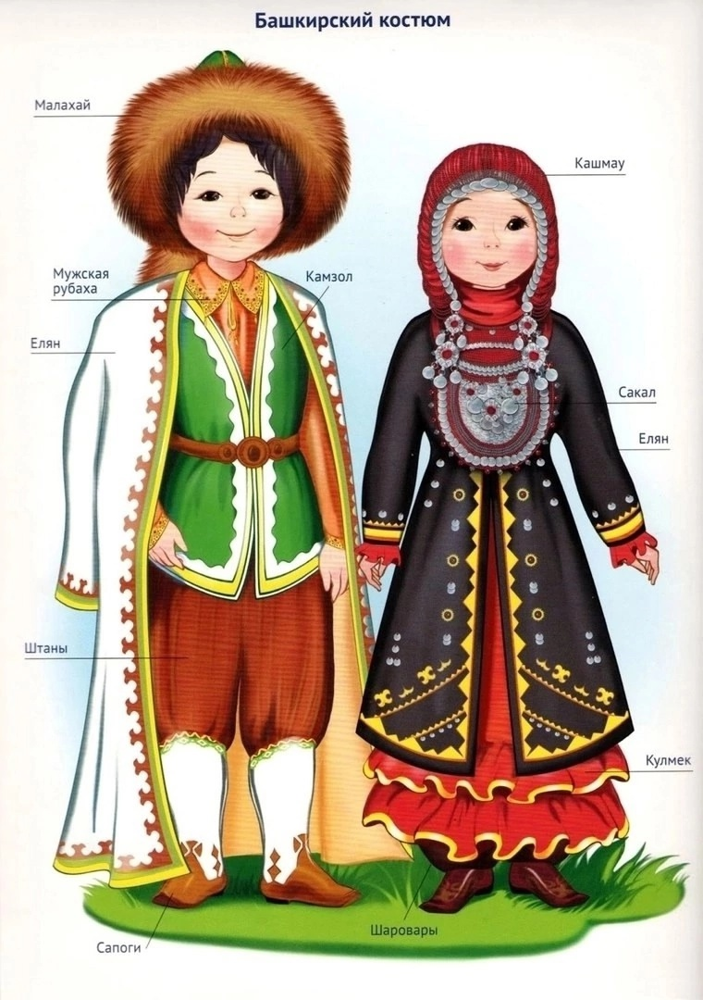 Башкирский костюм
Малахай
Кашмау
Мужская
рубаха
Камзол
Елян
Сакал
Елян
Штаны
Кулмек
Шаровары
Сапоги